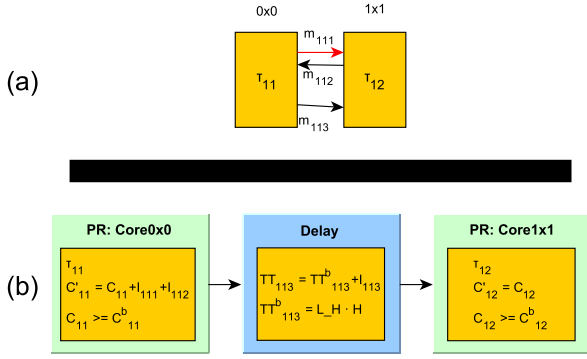 0x0 1x1
m111
(a) τ11 m112 τ12
m113
PR: Core0x0 Delay PR: Core1x1
(b)
τ11
C'11 = C11+I111+I112
C11 >= Cb11
TT113 = TTb113+I113
TTb113 = L_H · H
τ12
C'12 = C12
C12 >= Cb12